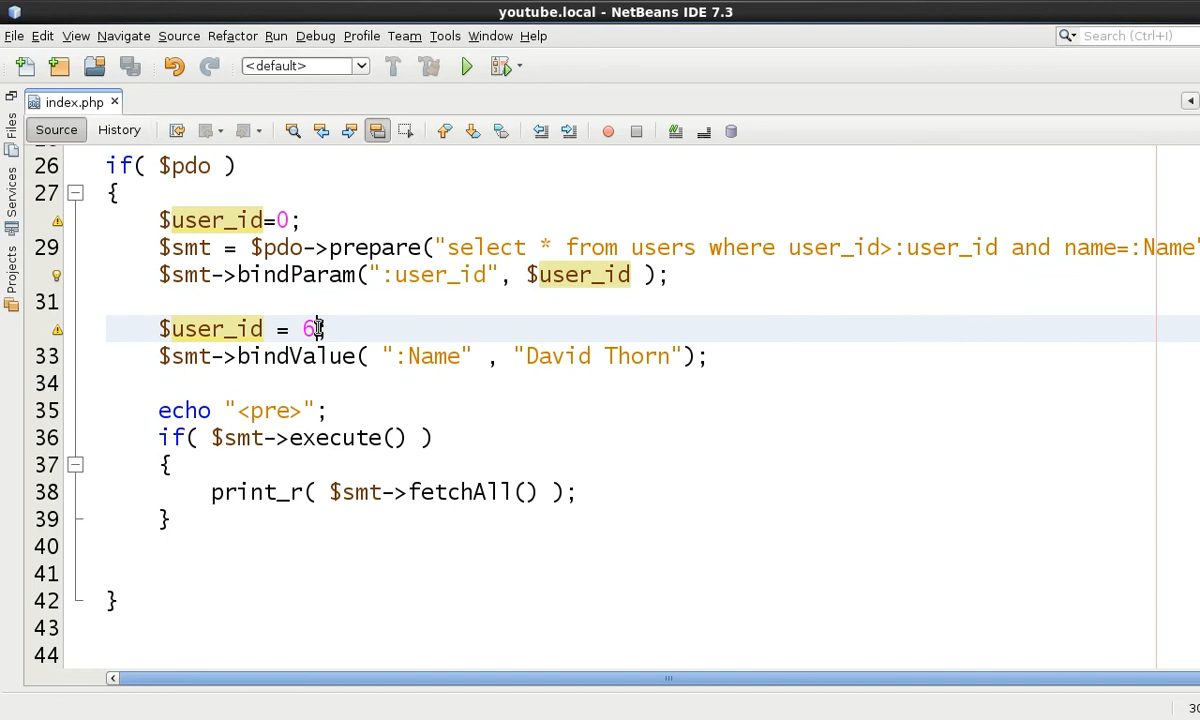 youtube.local - NetBeans IDE 7.3
File Edit View Navigate Source Refactor Run Debug Profile Team Tools Window Help
Search (Ctrl+I)
<default>
index.php
Source History
Files
Services
Projects
26 if( $pdo )
27 {
$user_id=0;
29 $smt = $pdo->prepare("select * from users where user_id>:user_id and name=:Name"
$smt->bindParam(":user_id", $user_id );
31
$user_id = 6;
33 $smt->bindValue( ":Name" , "David Thorn");
34
35 echo "<pre>";
36 if( $smt->execute() )
37 {
38 print_r( $smt->fetchAll() );
39 }
40
41
42 }
43
44